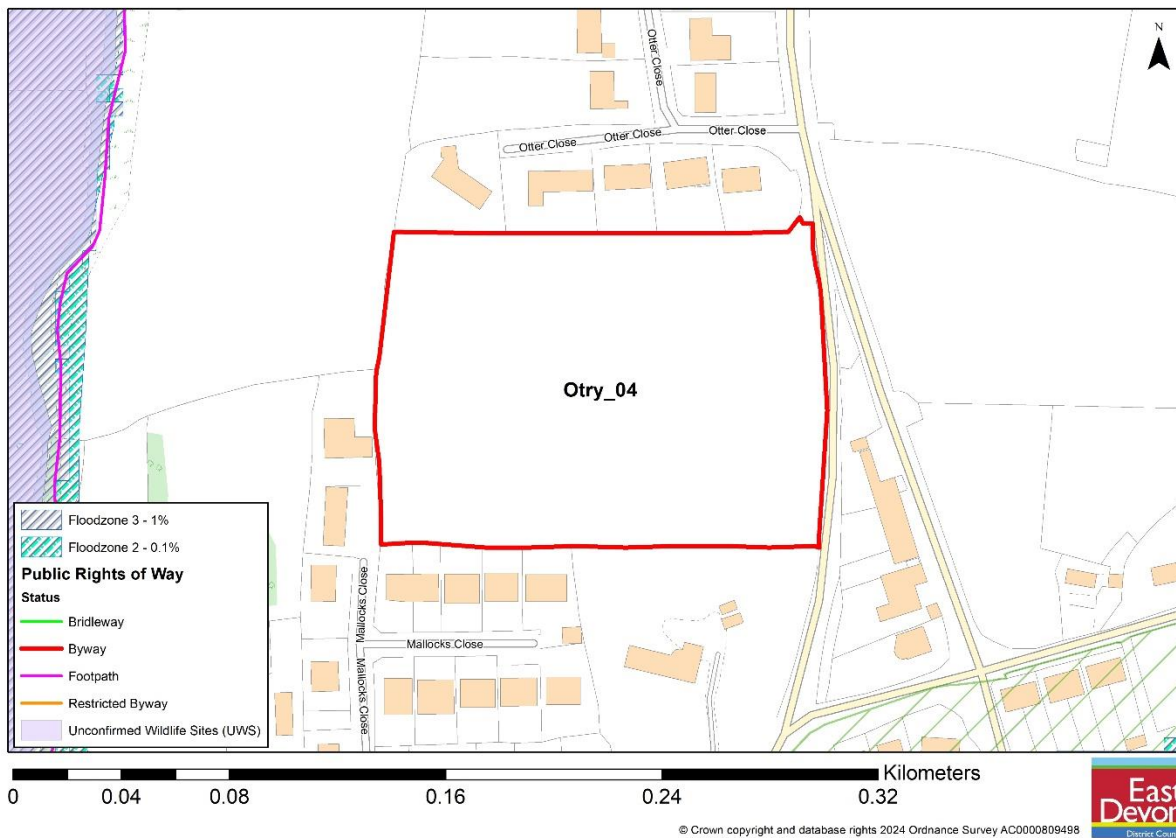 N
Otter Close
Otter Close
Otter Close
Otter Close
Otry_04
Mallocks Close
Mallocks Close
Mallocks Close
Floodzone 3 - 1%
Floodzone 2 - 0.1%
Public Rights of Way
Status
Bridleway
Byway
Footpath
Restricted Byway
Unconfirmed Wildlife Sites (UWS)
Kilometers
0 0.04 0.08 0.16 0.24 0.32
© Crown copyright and database rights 2024 Ordnance Survey AC0000809498
East
Devon
District Counc